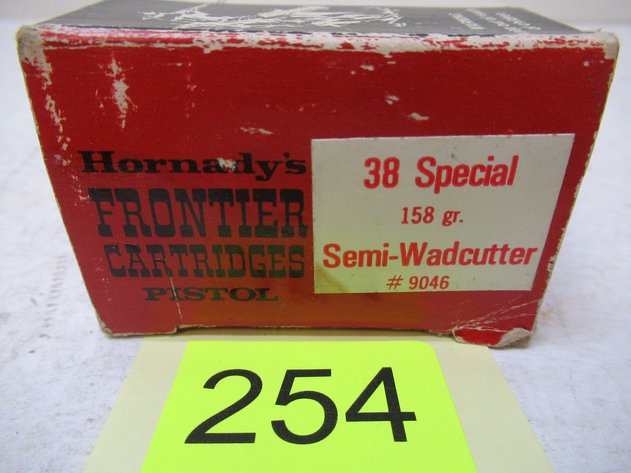 Hornady's
FRONTIER
CARTRIDGES
PISTOL
38 Special
158 gr.
Semi-Wadcutter
# 9046
254